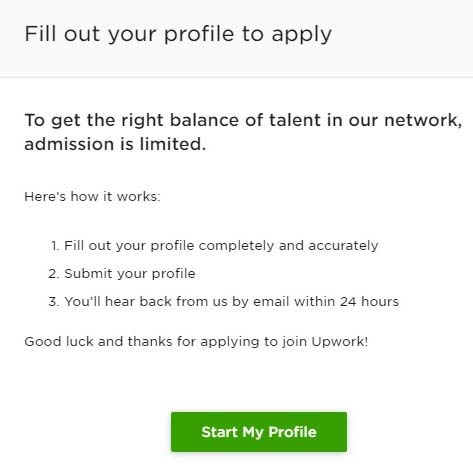 Fill out your profile to apply
To get the right balance of talent in our network,
admission is limited.
Here's how it works:
1. Fill out your profile completely and accurately
2. Submit your profile
3. You'll hear back from us by email within 24 hours
Good luck and thanks for applying to join Upwork!
Start My Profile